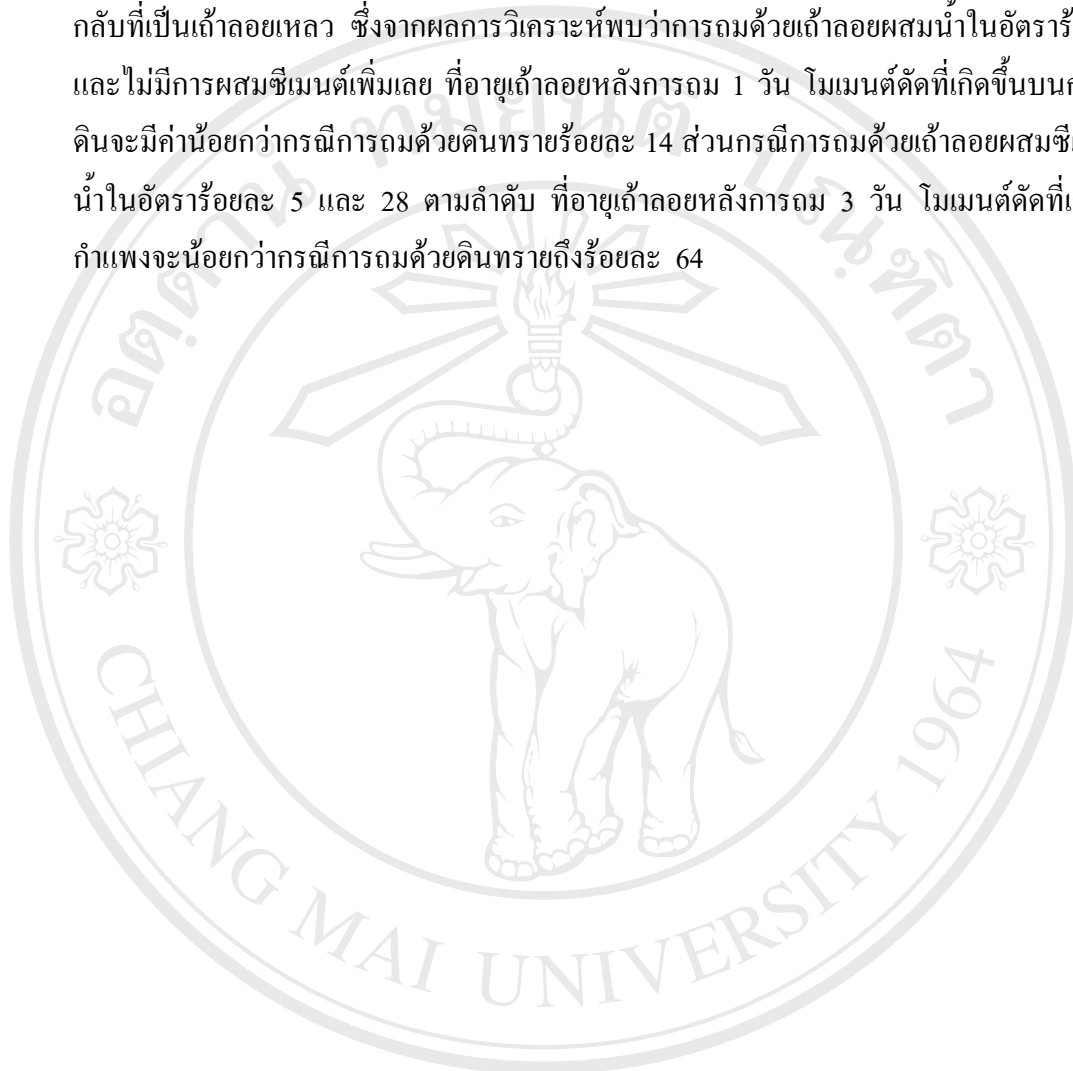 กลับที่เป็นเถ้าลอยเหลว ซึ่งจากผลการวิเคราะห์พบว่าการถมด้วยเถ้าลอยผสมน้ำในอัตราร้
และไม่มีการผสมซีเมนต์เพิ่มเลย ที่อายุเถ้าลอยหลังการถม 1 วัน โมเมนต์ดัดที่เกิดขึ้นบนก
ดินจะมีค่าน้อยกว่ากรณีการถมด้วยดินทรายร้อยละ 14 ส่วนกรณีการถมด้วยเถ้าลอยผสมซี
น้ำในอัตราร้อยละ 5 และ 28 ตามลำดับ ที่อายุเถ้าลอยหลังการถม 3 วัน โมเมนต์ดัดที่เ
กำแพงจะน้อยกว่ากรณีการถมด้วยดินทรายถึงร้อยละ 64
CHIANG MAI UNIVERSITY 1964